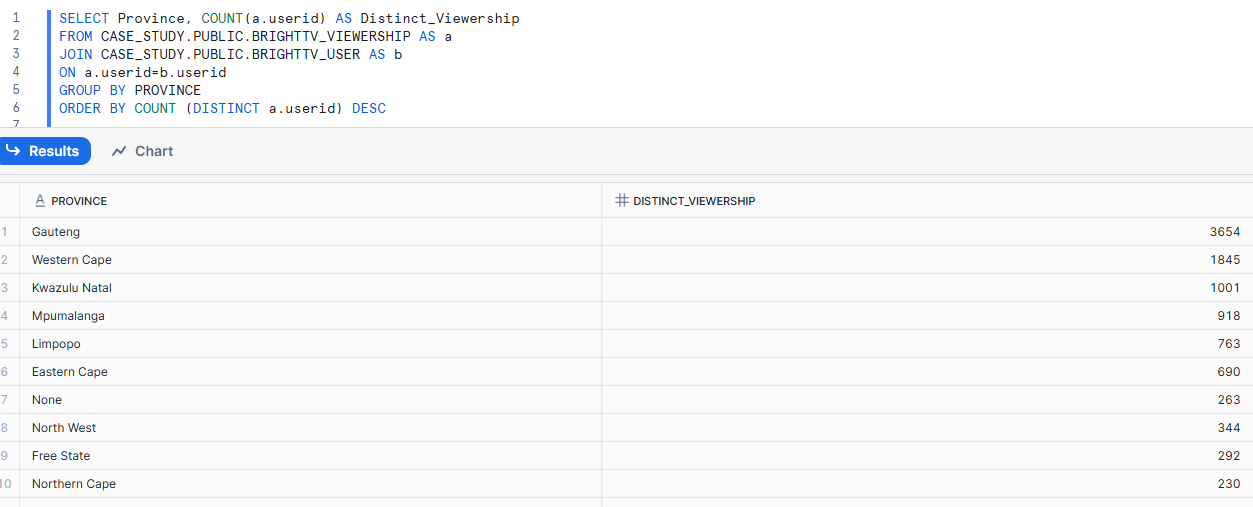 1 SELECT Province, COUNT(a.userid) AS Distinct_Viewership
2 FROM CASE_STUDY.PUBLIC.BRIGHTTV_VIEWERSHIP AS a
3 JOIN CASE_STUDY.PUBLIC.BRIGHTTV_USER AS b
4 ON a.userid=b.userid
5 GROUP BY PROVINCE
6 ORDER BY COUNT (DISTINCT a.userid) DESC
7
Results Chart
PROVINCE DISTINCT_VIEWERSHIP
1 Gauteng 3654
2 Western Cape 1845
3 Kwazulu Natal 1001
4 Mpumalanga 918
5 Limpopo 763
6 Eastern Cape 690
7 None 263
8 North West 344
9 Free State 292
10 Northern Cape 230